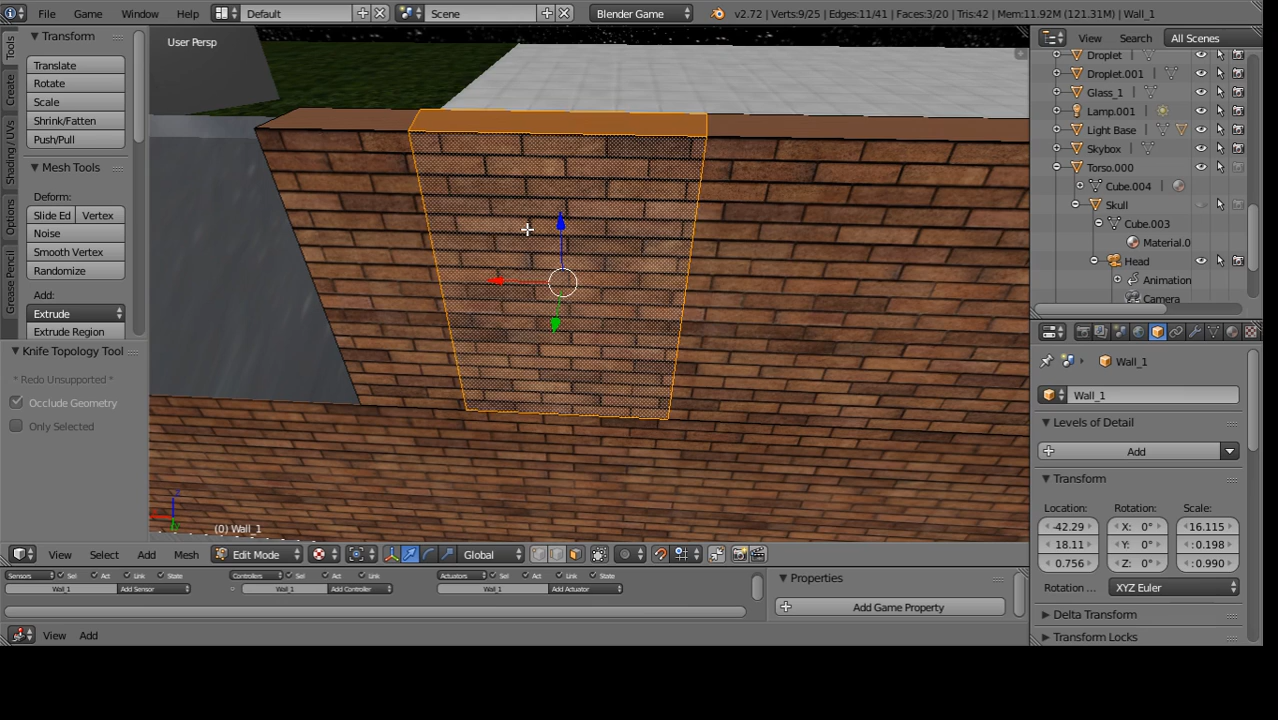 File Game Window Help Default Scene Blender Game v2.72 | Verts:9/25 | Edges:11/41 | Faces:3/20 | Tris:42 | Mem:11.92M (121.31M) | Wall_1
Tools
Create
Shading / UVs
Options
Grease Pencil
Transform
Translate
Rotate
Scale
Shrink/Fatten
Push/Pull
Mesh Tools
Deform:
Slide Ed Vertex
Noise
Smooth Vertex
Randomize
Add:
Extrude
Extrude Region
Knife Topology Tool
* Redo Unsupported *
Occlude Geometry
Only Selected
User Persp
(0) Wall_1
View Select Add Mesh Edit Mode Global
Sensors Sel Act Link State
Wall_1 Add Sensor
Controllers Sel Act Link
Wall_1 Add Controller
Actuators Sel Act Link State
Wall_1 Add Actuator
Properties
Add Game Property
View Add
View Search All Scenes
Droplet
Droplet.001
Glass_1
Lamp.001
Light Base
Skybox
Torso.000
Cube.004
Skull
Cube.003
Material.0
Head
Animation
Camera
Wall_1
Wall_1
Levels of Detail
Add
Transform
Location: Rotation: Scale:
-42.29 X: 0° 16.115
18.11 Y: 0° :0.198
0.756 Z: 0° :0.990
Rotation ... XYZ Euler
Delta Transform
Transform Locks